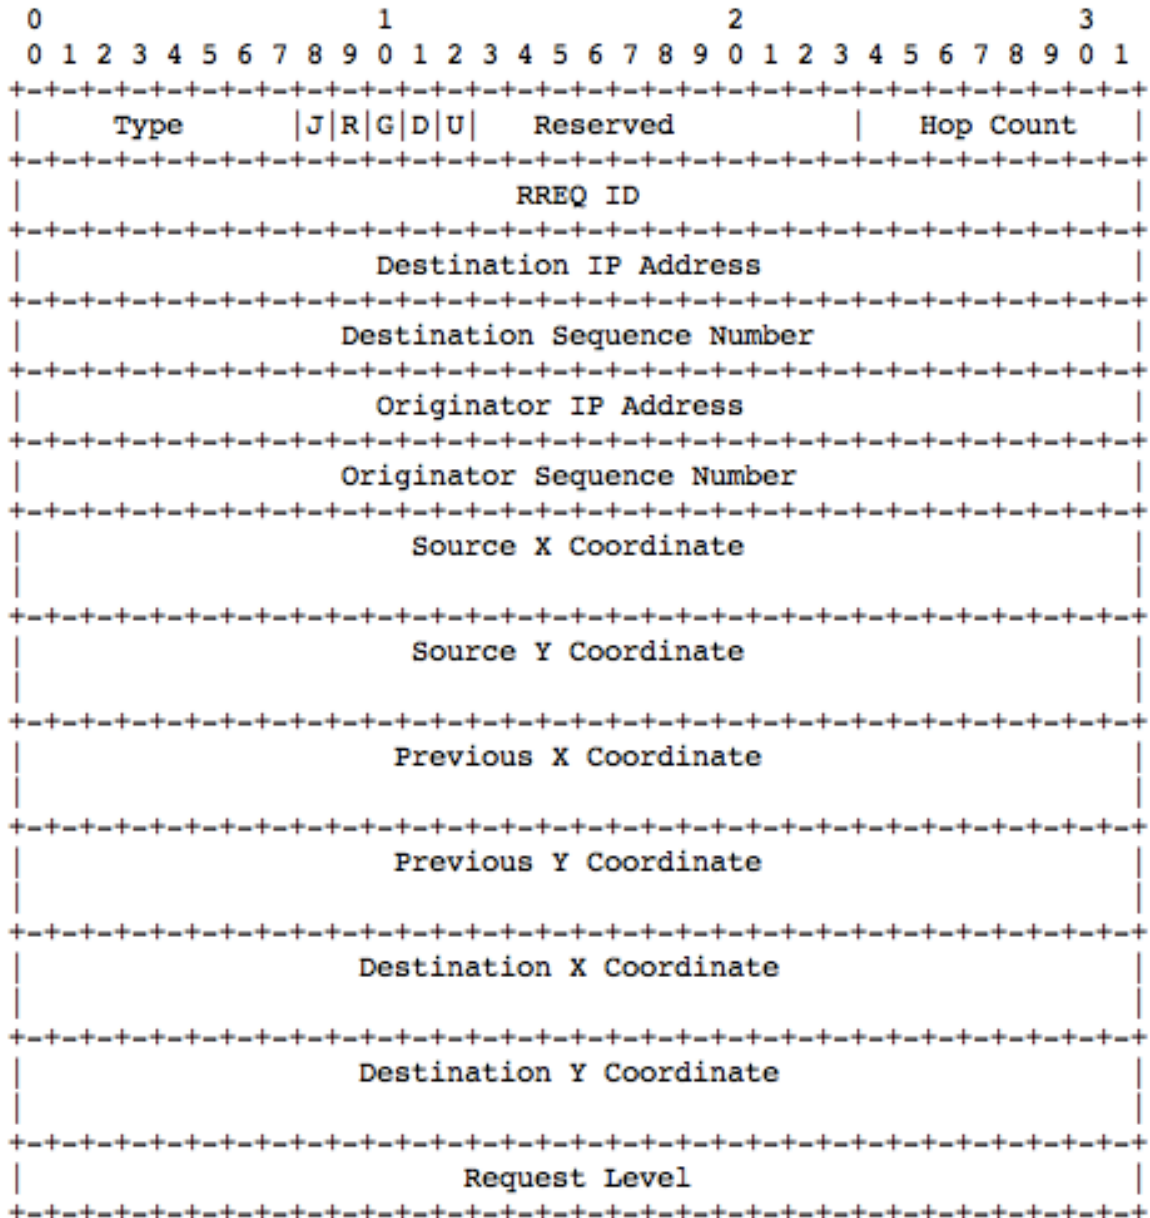 0                   1                   2                   3
 0 1 2 3 4 5 6 7 8 9 0 1 2 3 4 5 6 7 8 9 0 1 2 3 4 5 6 7 8 9 0 1
+-+-+-+-+-+-+-+-+-+-+-+-+-+-+-+-+-+-+-+-+-+-+-+-+-+-+-+-+-+-+-+-+
|     Type      |J|R|G|D|U|   Reserved          |   Hop Count   |
+-+-+-+-+-+-+-+-+-+-+-+-+-+-+-+-+-+-+-+-+-+-+-+-+-+-+-+-+-+-+-+-+
|                            RREQ ID                            |
+-+-+-+-+-+-+-+-+-+-+-+-+-+-+-+-+-+-+-+-+-+-+-+-+-+-+-+-+-+-+-+-+
|                    Destination IP Address                     |
+-+-+-+-+-+-+-+-+-+-+-+-+-+-+-+-+-+-+-+-+-+-+-+-+-+-+-+-+-+-+-+-+
|                  Destination Sequence Number                  |
+-+-+-+-+-+-+-+-+-+-+-+-+-+-+-+-+-+-+-+-+-+-+-+-+-+-+-+-+-+-+-+-+
|                    Originator IP Address                      |
+-+-+-+-+-+-+-+-+-+-+-+-+-+-+-+-+-+-+-+-+-+-+-+-+-+-+-+-+-+-+-+-+
|                  Originator Sequence Number                   |
+-+-+-+-+-+-+-+-+-+-+-+-+-+-+-+-+-+-+-+-+-+-+-+-+-+-+-+-+-+-+-+-+
|                      Source X Coordinate                      |
|                                                               |
+-+-+-+-+-+-+-+-+-+-+-+-+-+-+-+-+-+-+-+-+-+-+-+-+-+-+-+-+-+-+-+-+
|                      Source Y Coordinate                      |
|                                                               |
+-+-+-+-+-+-+-+-+-+-+-+-+-+-+-+-+-+-+-+-+-+-+-+-+-+-+-+-+-+-+-+-+
|                     Previous X Coordinate                     |
|                                                               |
+-+-+-+-+-+-+-+-+-+-+-+-+-+-+-+-+-+-+-+-+-+-+-+-+-+-+-+-+-+-+-+-+
|                     Previous Y Coordinate                     |
|                                                               |
+-+-+-+-+-+-+-+-+-+-+-+-+-+-+-+-+-+-+-+-+-+-+-+-+-+-+-+-+-+-+-+-+
|                   Destination X Coordinate                    |
|                                                               |
+-+-+-+-+-+-+-+-+-+-+-+-+-+-+-+-+-+-+-+-+-+-+-+-+-+-+-+-+-+-+-+-+
|                   Destination Y Coordinate                    |
|                                                               |
+-+-+-+-+-+-+-+-+-+-+-+-+-+-+-+-+-+-+-+-+-+-+-+-+-+-+-+-+-+-+-+-+
|                         Request Level                         |
+-+-+-+-+-+-+-+-+-+-+-+-+-+-+-+-+-+-+-+-+-+-+-+-+-+-+-+-+-+-+-+-+